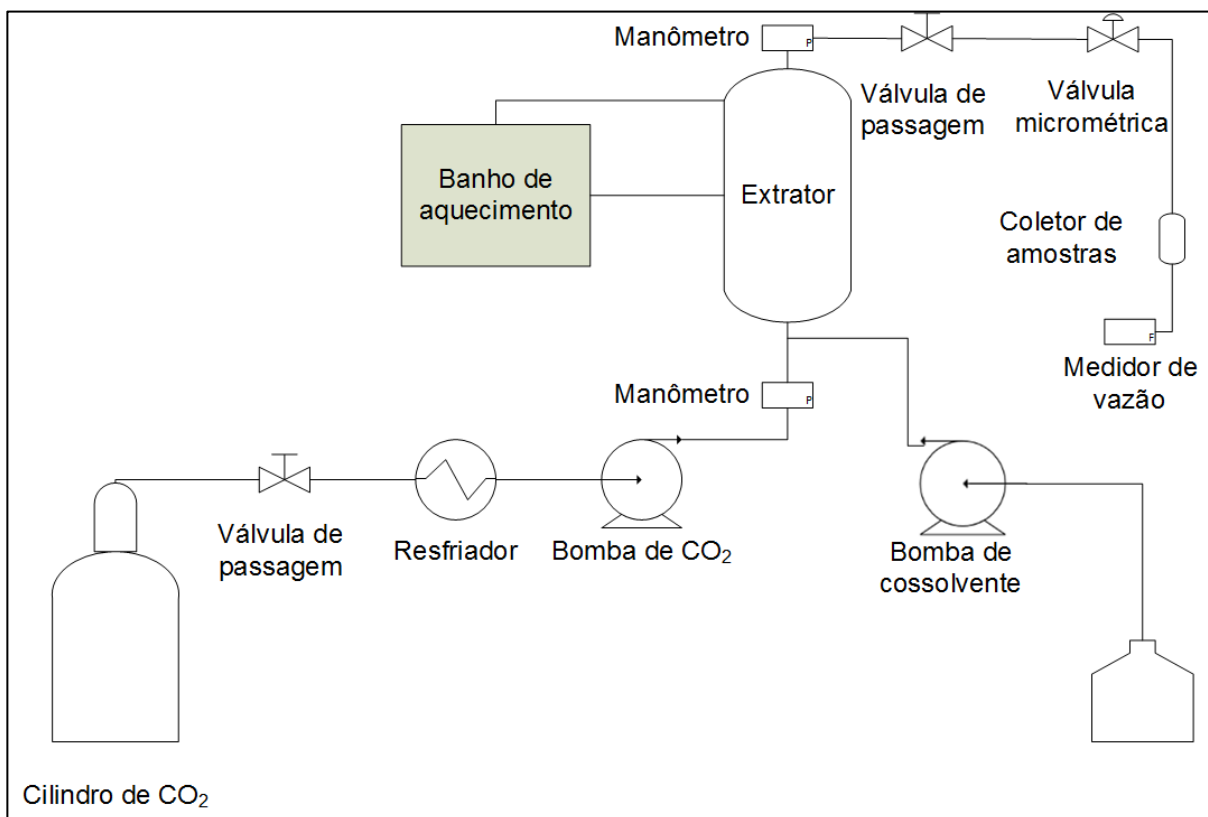 Manômetro
P
Válvula de
passagem
Válvula
micrométrica
Banho de
aquecimento
Extrator
Coletor de
amostras
F
Medidor de
vazão
Manômetro
P
Válvula de
passagem
Resfriador
Bomba de CO₂
Bomba de
cossolvente
Cilindro de CO₂